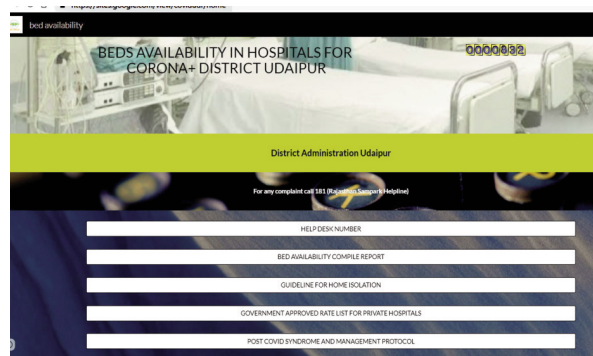 bed availability
BEDS AVAILABILITY IN HOSPITALS FOR
CORONA+ DISTRICT UDAIPUR
0000632
District Administration Udaipur
For any complaint call 181 (Rajasthan Sampark Helpline)
HELP DESK NUMBER
BED AVAILABILITY COMPILE REPORT
GUIDELINE FOR HOME ISOLATION
GOVERNMENT APPROVED RATE LIST FOR PRIVATE HOSPITALS
POST COVID SYNDROME AND MANAGEMENT PROTOCOL